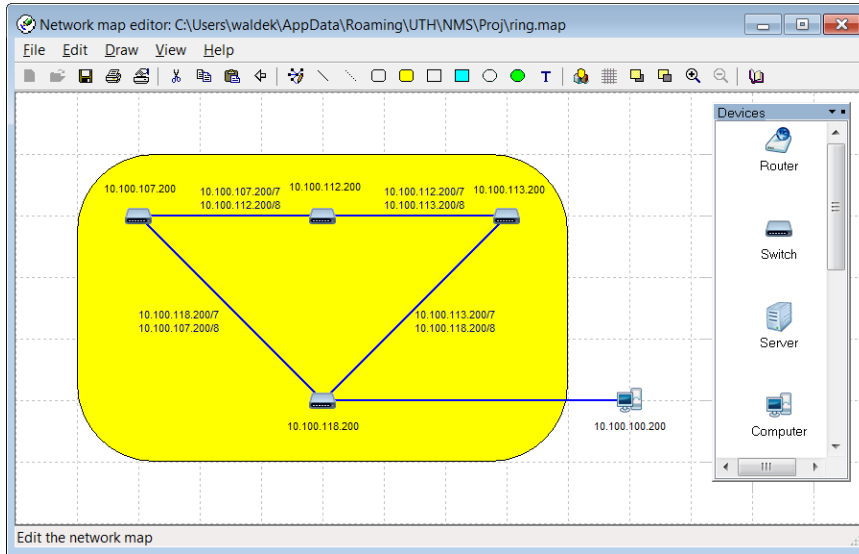 Network map editor: C:\Users\waldek\AppData\Roaming\UTH\NMS\Proj\ring.map
File Edit Draw View Help
T
Devices
Router
Switch
Server
Computer
10.100.107.200
10.100.107.200/7
10.100.112.200/8
10.100.112.200
10.100.112.200/7
10.100.113.200/8
10.100.113.200
10.100.118.200/7
10.100.107.200/8
10.100.113.200/7
10.100.118.200/8
10.100.118.200
10.100.100.200
Edit the network map